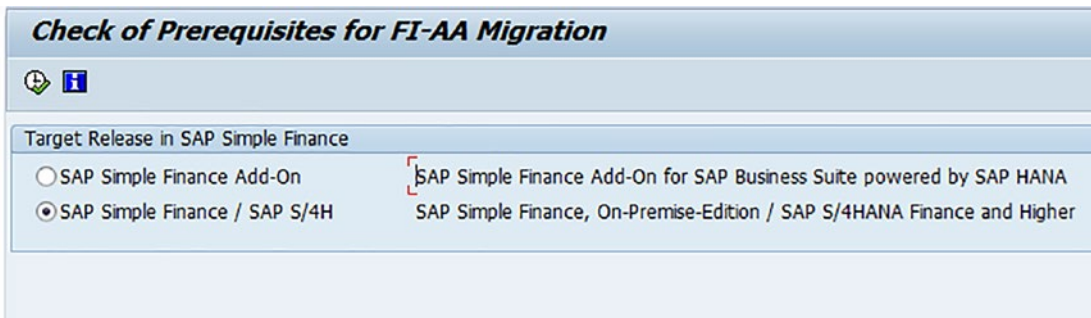 Check of Prerequisites for FI-AA Migration
Target Release in SAP Simple Finance
SAP Simple Finance Add-On SAP Simple Finance Add-On for SAP Business Suite powered by SAP HANA
SAP Simple Finance / SAP S/4H SAP Simple Finance, On-Premise-Edition / SAP S/4HANA Finance and Higher